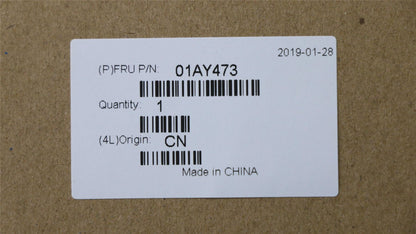 2019-01-28
(P)FRU P/N: 01AY473
Quantity: 1
(4L)Origin: CN
Made in CHINA